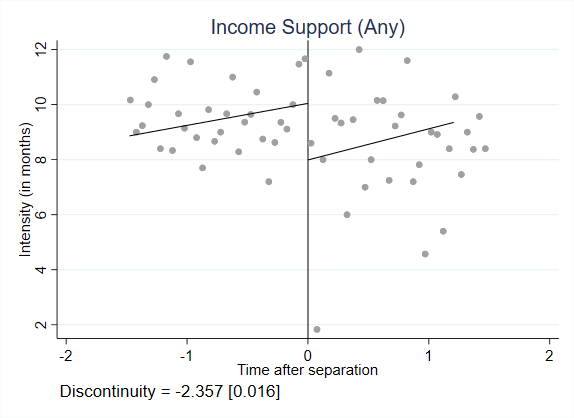 Income Support (Any)
Intensity (in months)
12
10
8
6
4
2
-2 -1 0 1 2
Time after separation
Discontinuity = -2.357 [0.016]